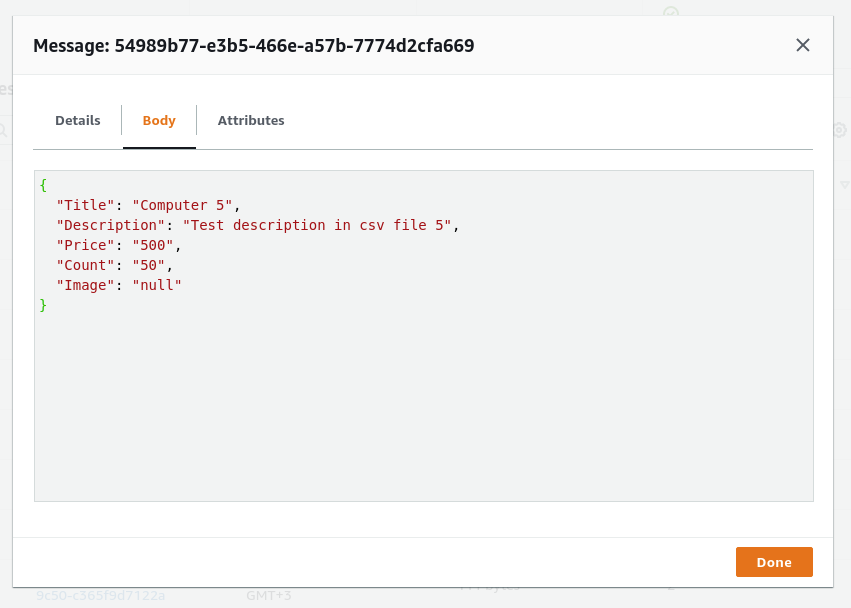 Message: 54989b77-e3b5-466e-a57b-7774d2cfa669
Details
Body
Attributes
{
"Title": "Computer 5",
"Description": "Test description in csv file 5",
"Price": "500",
"Count": "50",
"Image": "null"
}
Done
9c50-c365f9d7122a
GMT+3